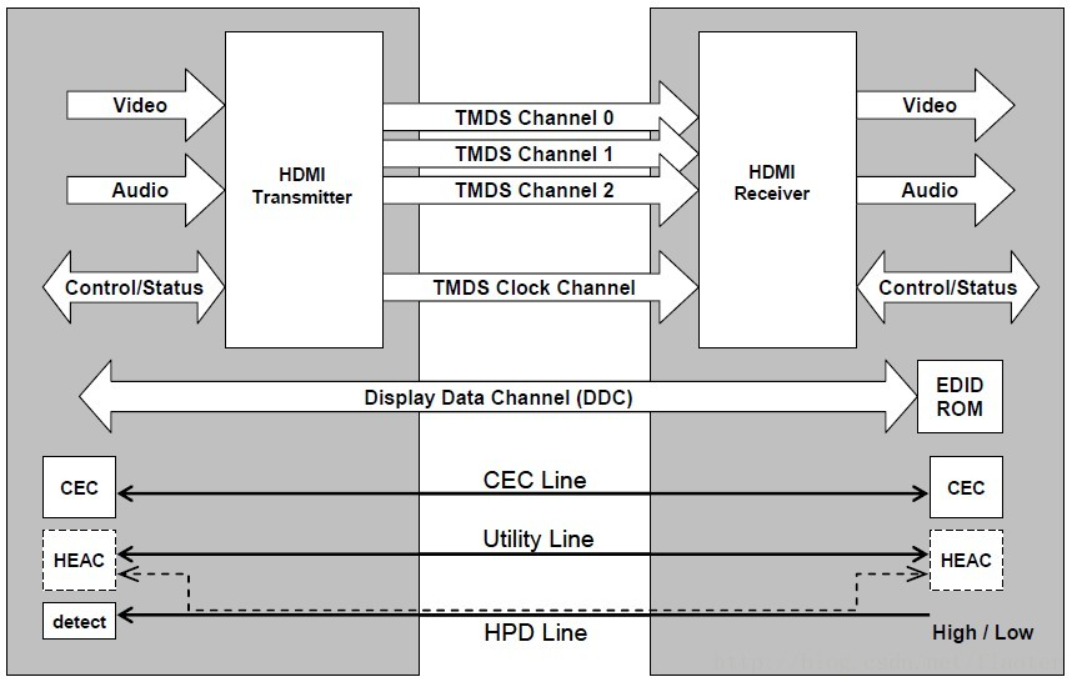 Video
TMDS Channel 0
Video
TMDS Channel 1
HDMI
Transmitter
HDMI
Receiver
Audio
TMDS Channel 2
Audio
Control/Status
TMDS Clock Channel
Control/Status
Display Data Channel (DDC)
EDID
ROM
CEC
CEC Line
CEC
Utility Line
HEAC
HEAC
detect
HPD Line
High / Low